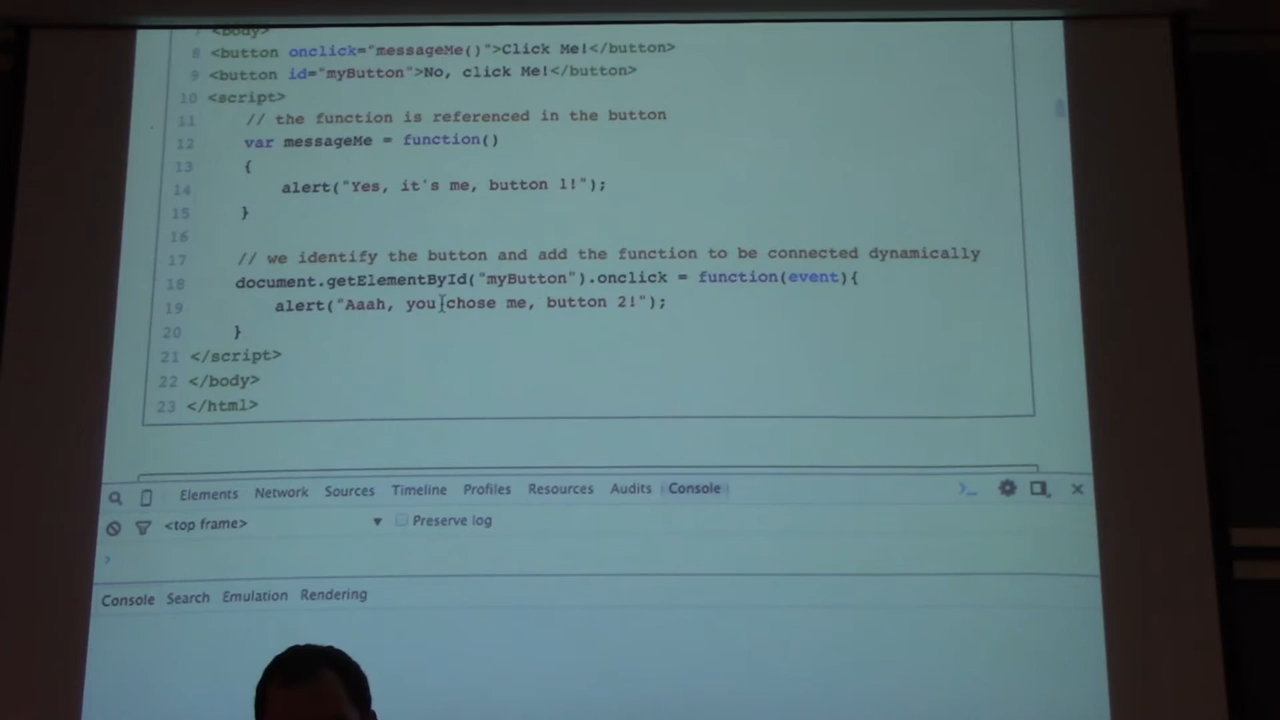 7 <body>
8 <button onclick="messageMe()">Click Me!</button>
9 <button id="myButton">No, click Me!</button>
10 <script>
11 // the function is referenced in the button
12 var messageMe = function()
13 {
14 alert("Yes, it's me, button 1!");
15 }
16
17 // we identify the button and add the function to be connected dynamically
18 document.getElementById("myButton").onclick = function(event){
19 alert("Aaah, you chose me, button 2!");
20 }
21 </script>
22 </body>
23 </html>
Elements Network Sources Timeline Profiles Resources Audits Console
<top frame> Preserve log
Console Search Emulation Rendering